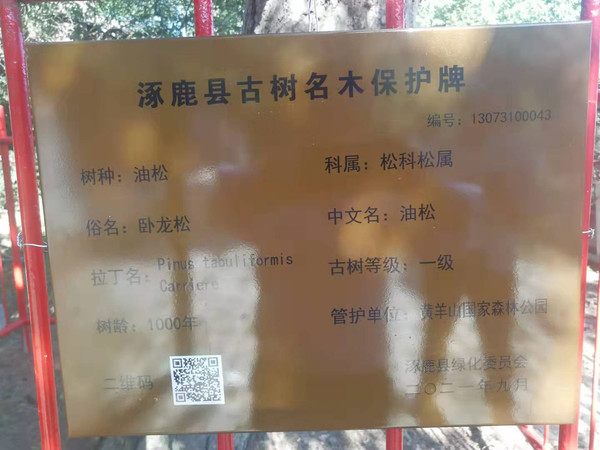 涿鹿县古树名木保护牌
编号：13073100043
树种：油松
科属：松科松属
俗名：卧龙松
中文名：油松
拉丁名：Pinus tabuliformis
Carriere
古树等级：一级
树龄：1000年
管护单位：黄羊山国家森林公园
二维码
涿鹿县绿化委员会
二〇二一年九月